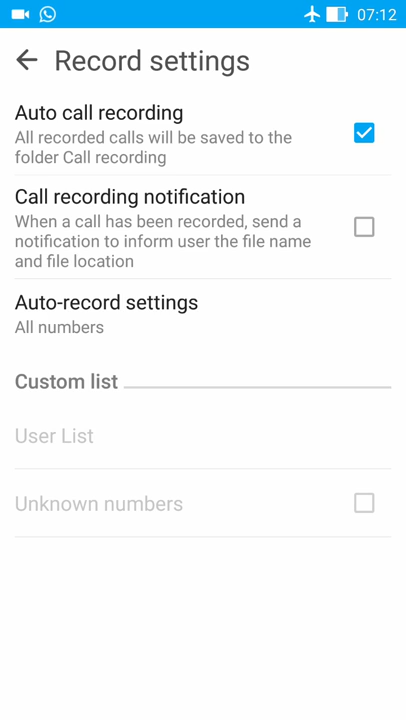 07:12
Record settings
Auto call recording
All recorded calls will be saved to the
folder Call recording
Call recording notification
When a call has been recorded, send a
notification to inform user the file name
and file location
Auto-record settings
All numbers
Custom list
User List
Unknown numbers